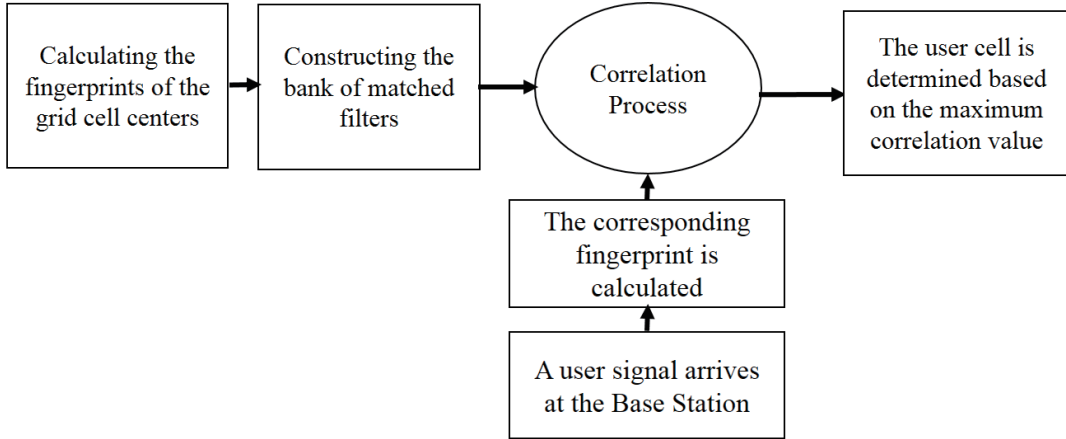 Calculating the
fingerprints of the
grid cell centers
Constructing the
bank of matched
filters
Correlation
Process
The user cell is
determined based
on the maximum
correlation value
The corresponding
fingerprint is
calculated
A user signal arrives
at the Base Station